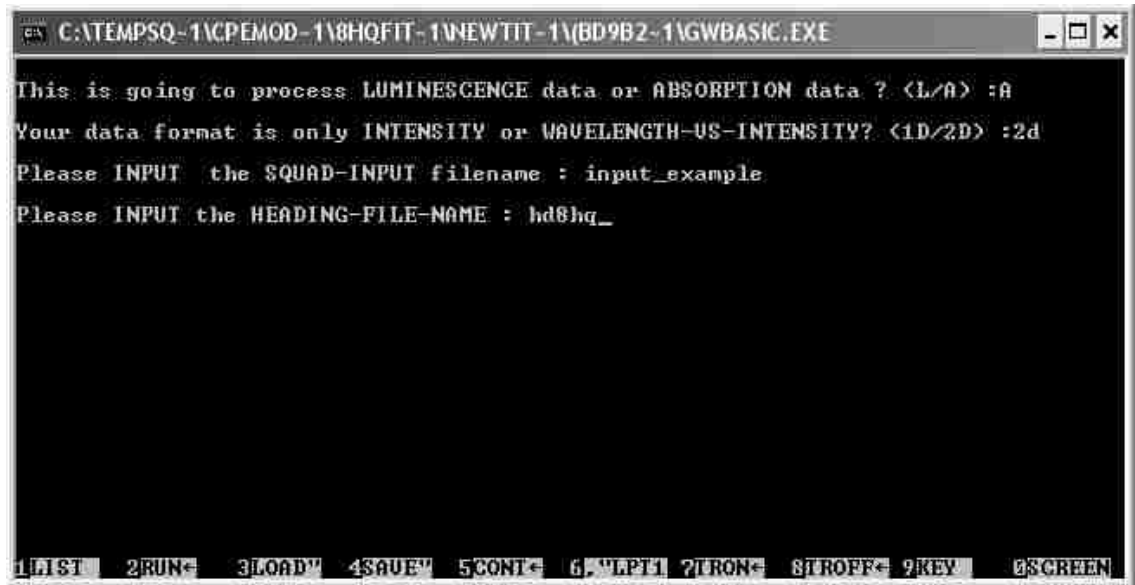 C:\TEMPSQ~1\CPEMOD~1\8HQFIT~1\NEWTIT~1\(BD9B2~1\GWBASIC.EXE
This is going to process LUMINESCENCE data or ABSORPTION data ? (L/A) :A
Your data format is only INTENSITY or WAVELENGTH-VS-INTENSITY? (1D/2D) :2d
Please INPUT  the SQUAD-INPUT filename : input_example
Please INPUT the HEADING-FILE-NAME : hd8hq_
1LIST 2RUN← 3LOAD" 4SAVE" 5CONT← 6,"LPT1 7TRON← 8TROFF← 9KEY 0SCREEN